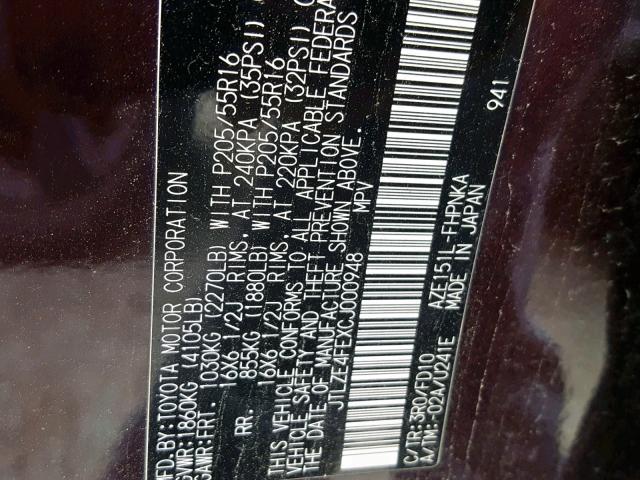 MFD.BY:TOYOTA MOTOR CORPORATION
GVWR:1860KG (4105LB)
GAWR:FRT. 1030KG (2270LB) WITH P205/55R16
16X6 1/2J RIMS, AT 240KPA (35PSI)
RR. 855KG (1880LB) WITH P205/55R16
16X6 1/2J RIMS, AT 220KPA (32PSI)
THIS VEHICLE CONFORMS TO ALL APPLICABLE FEDERA
VEHICLE SAFETY AND THEFT PREVENTION STANDARDS
IN EFFECT ON THE DATE OF MANUFACTURE SHOWN ABOVE.
JTLZE4FEXCJ000948 MPV
941
C/TR:3R0/FD10 AZE151L-FHPNKA
A/TM:-02A/U241E MADE IN JAPAN